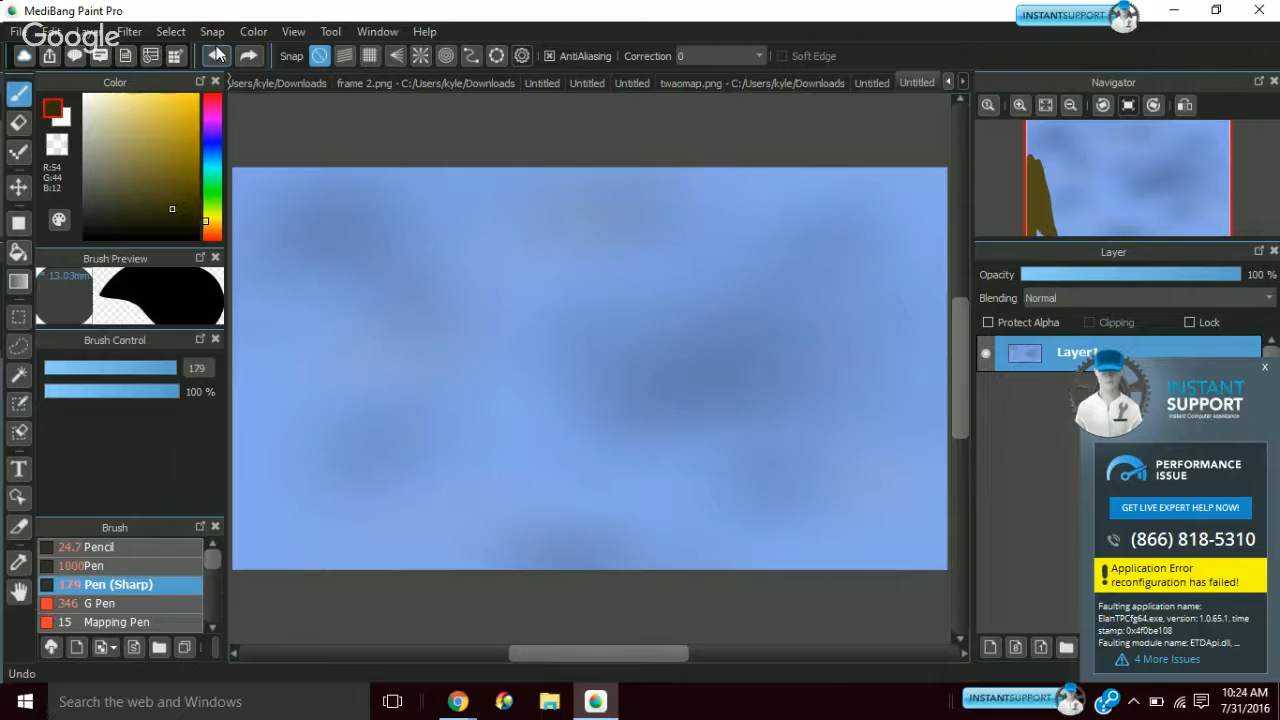 MediBang Paint Pro
INSTANTSUPPORT
File Edit Layer Filter Select Snap Color View Tool Window Help
Google
Snap AntiAliasing Correction 0 Soft Edge
Color
Navigator
/kyle/Downloads frame 2.png - C:/Users/kyle/Downloads Untitled Untitled Untitled twaomap.png - C:/Users/kyle/Downloads Untitled Untitled
R:54
G:44
B:12
Brush Preview
13.03mm
Layer
Opacity 100 %
Blending Normal
Protect Alpha Clipping Lock
Brush Control
179
100 %
Layer1
x
INSTANT
SUPPORT
Instant Computer assistance
PERFORMANCE
ISSUE
GET LIVE EXPERT HELP NOW!
(866) 818-5310
Application Error
reconfiguration has failed!
Faulting application name:
ElanTPCfg64.exe, version: 1.0.65.1, time
stamp: 0x4f0be108
Faulting module name: ETDApi.dll, ...
4 More Issues
Brush
24.7 Pencil
1000 Pen
179 Pen (Sharp)
346 G Pen
15 Mapping Pen
Undo
Search the web and Windows
INSTANTSUPPORT
10:24 AM
7/31/2016